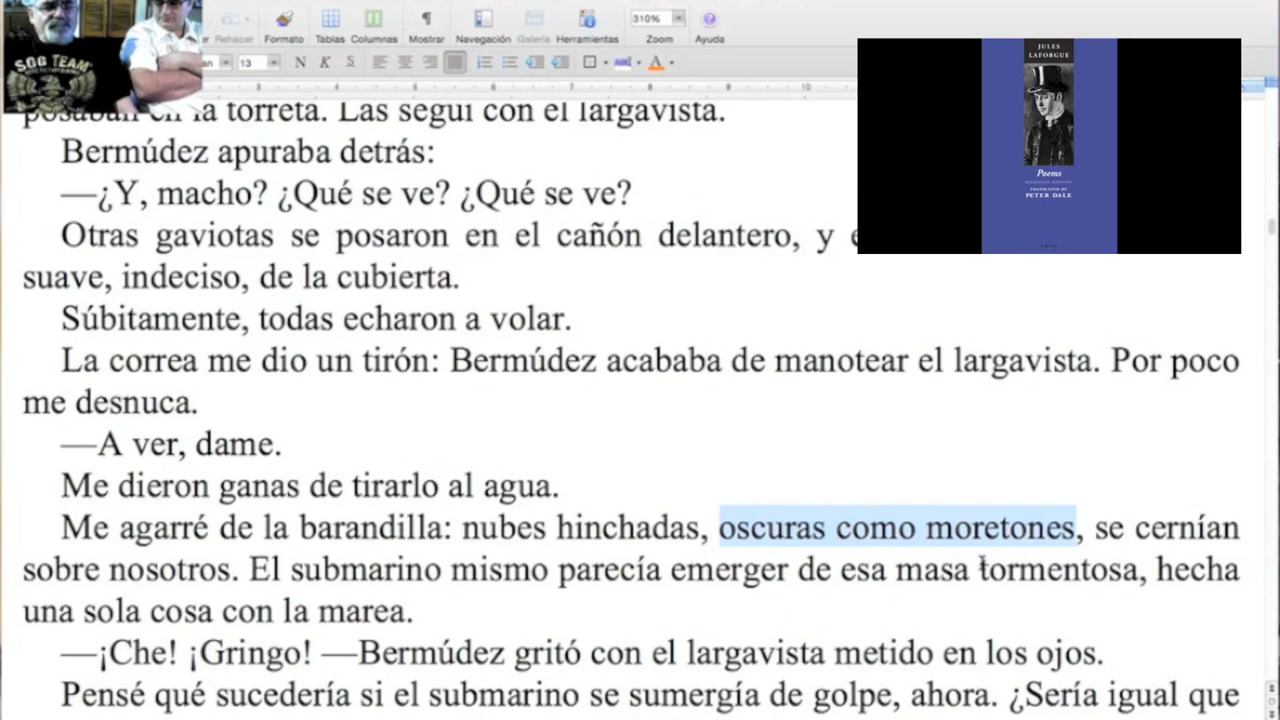 Rehacer Formato Tablas Columnas Mostrar Navegación Galería Herramientas Zoom Ayuda
310%
13 N K
SOG TEAM
JULES
LAFORGUE
Poems
TRANSLATED BY
PETER DALE
posaban en la torreta. Las seguí con el largavista.
Bermúdez apuraba detrás:
—¿Y, macho? ¿Qué se ve? ¿Qué se ve?
Otras gaviotas se posaron en el cañón delantero, y
suave, indeciso, de la cubierta.
Súbitamente, todas echaron a volar.
La correa me dio un tirón: Bermúdez acababa de manotear el largavista. Por poco
me desnuca.
—A ver, dame.
Me dieron ganas de tirarlo al agua.
Me agarré de la barandilla: nubes hinchadas, oscuras como moretones, se cernían
sobre nosotros. El submarino mismo parecía emerger de esa masa tormentosa, hecha
una sola cosa con la marea.
—¡Che! ¡Gringo! —Bermúdez gritó con el largavista metido en los ojos.
Pensé qué sucedería si el submarino se sumergía de golpe, ahora. ¿Sería igual que